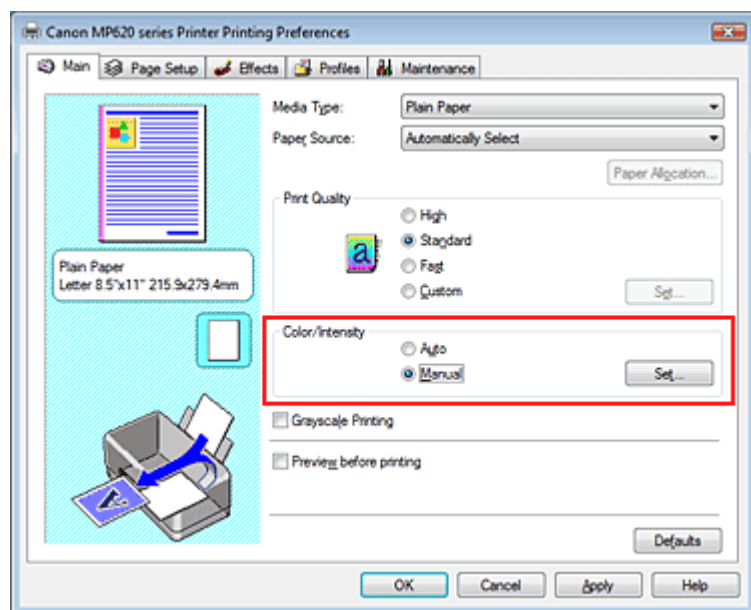 Canon MP620 series Printer Printing Preferences
Main Page Setup Effects Profiles Maintenance
Media Type: Plain Paper
Paper Source: Automatically Select
Paper Allocation...
Print Quality
High
Standard
Fast
Custom Set...
Plain Paper
Letter 8.5"x11" 215.9x279.4mm
Color/Intensity
Auto
Manual Set...
Grayscale Printing
Preview before printing
Defaults
OK Cancel Apply Help